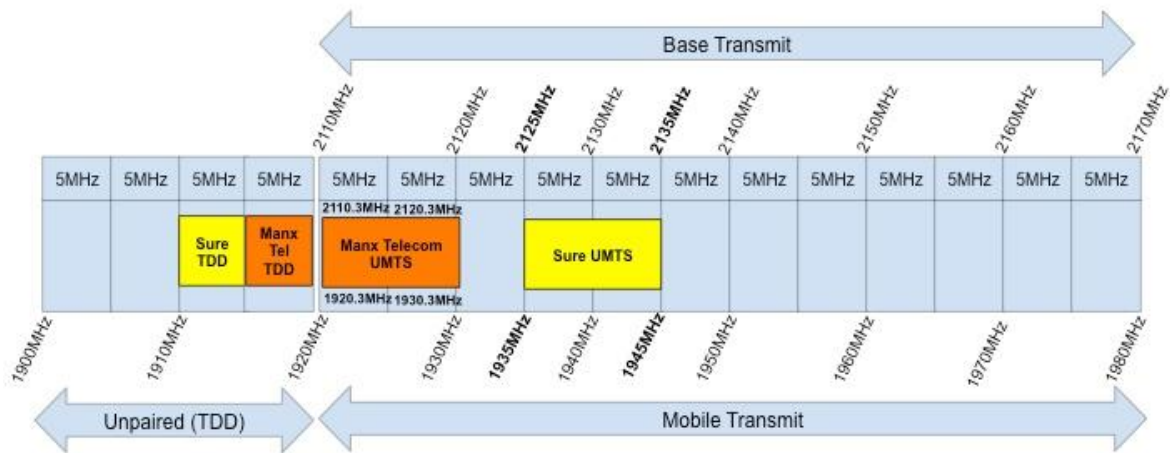 Base Transmit
2110MHz
2120MHz
2125MHz
2130MHz
2135MHz
2140MHz
2150MHz
2160MHz
2170MHz
5MHz 5MHz 5MHz 5MHz 5MHz 5MHz 5MHz 5MHz 5MHz 5MHz 5MHz 5MHz 5MHz 5MHz 5MHz 5MHz
2110.3MHz 2120.3MHz
Sure
TDD
Manx
Tel
TDD
Manx Telecom
UMTS
Sure UMTS
1920.3MHz 1930.3MHz
1900MHz
1910MHz
1920MHz
1930MHz
1935MHz
1940MHz
1945MHz
1950MHz
1960MHz
1970MHz
1980MHz
Unpaired (TDD)
Mobile Transmit